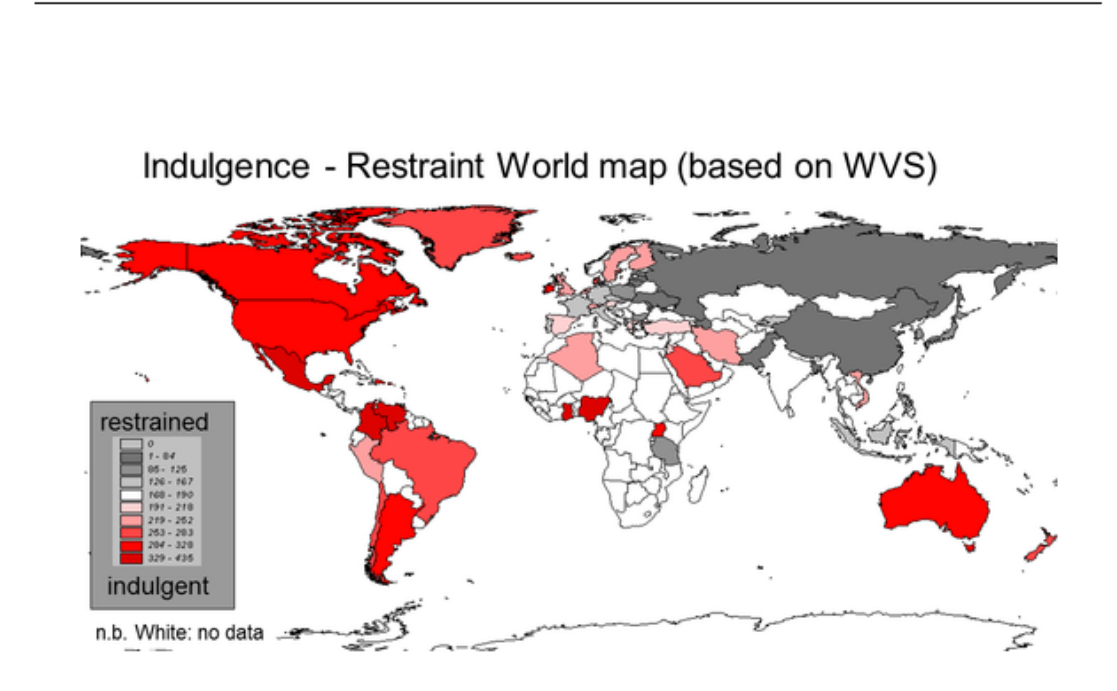 Indulgence - Restraint World map (based on WVS)
restrained
0
1 - 84
85 - 125
126 - 167
168 - 190
191 - 218
219 - 252
253 - 283
284 - 328
329 - 435
indulgent
n.b. White: no data